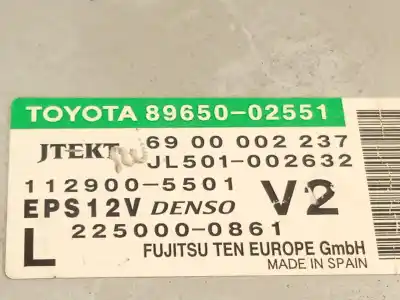 TOYOTA 89650-02551
JTEKT 69 00 002 237
JL501-002632
112900-5501 V2
EPS12V DENSO
L 225000-0861
FUJITSU TEN EUROPE GmbH
MADE IN SPAIN